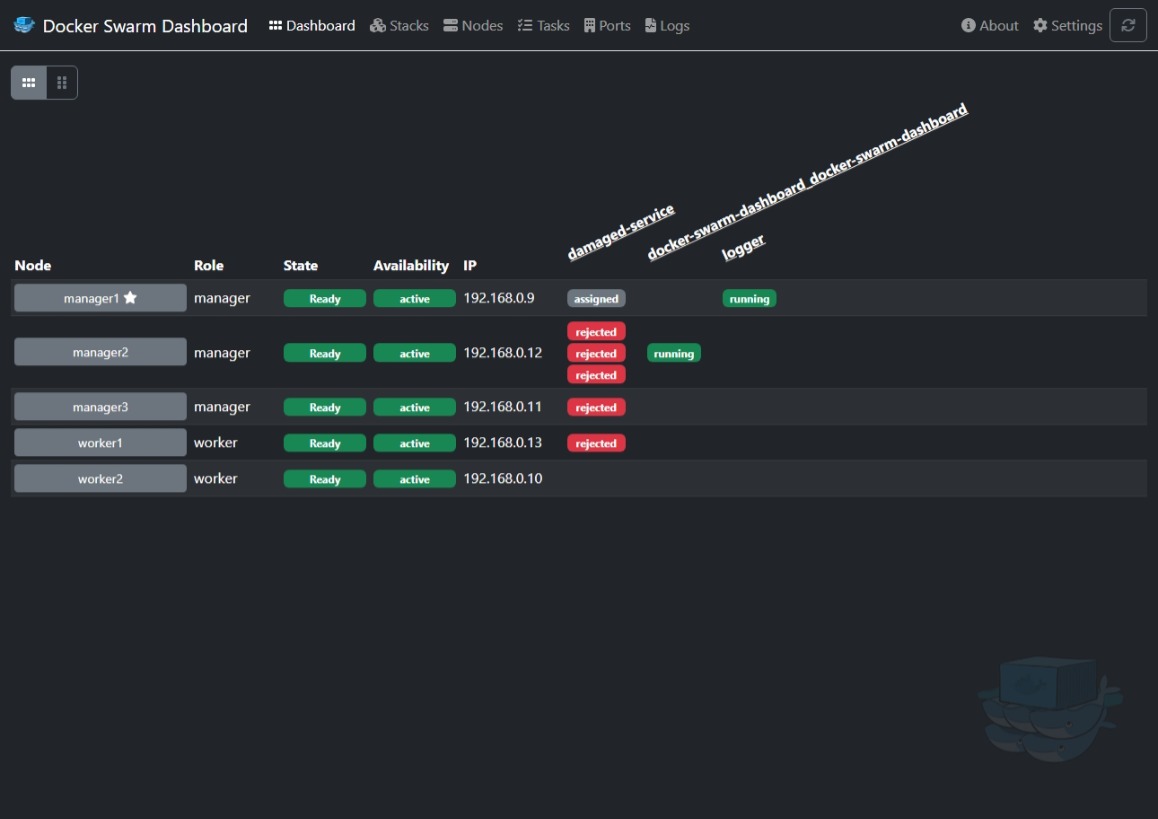 Docker Swarm Dashboard Dashboard Stacks Nodes Tasks Ports Logs About Settings
Node Role State Availability IP damaged-service docker-swarm-dashboard_docker-swarm-dashboard logger
manager1 manager Ready active 192.168.0.9 assigned running
rejected
manager2 manager Ready active 192.168.0.12 rejected running
rejected
manager3 manager Ready active 192.168.0.11 rejected
worker1 worker Ready active 192.168.0.13 rejected
worker2 worker Ready active 192.168.0.10